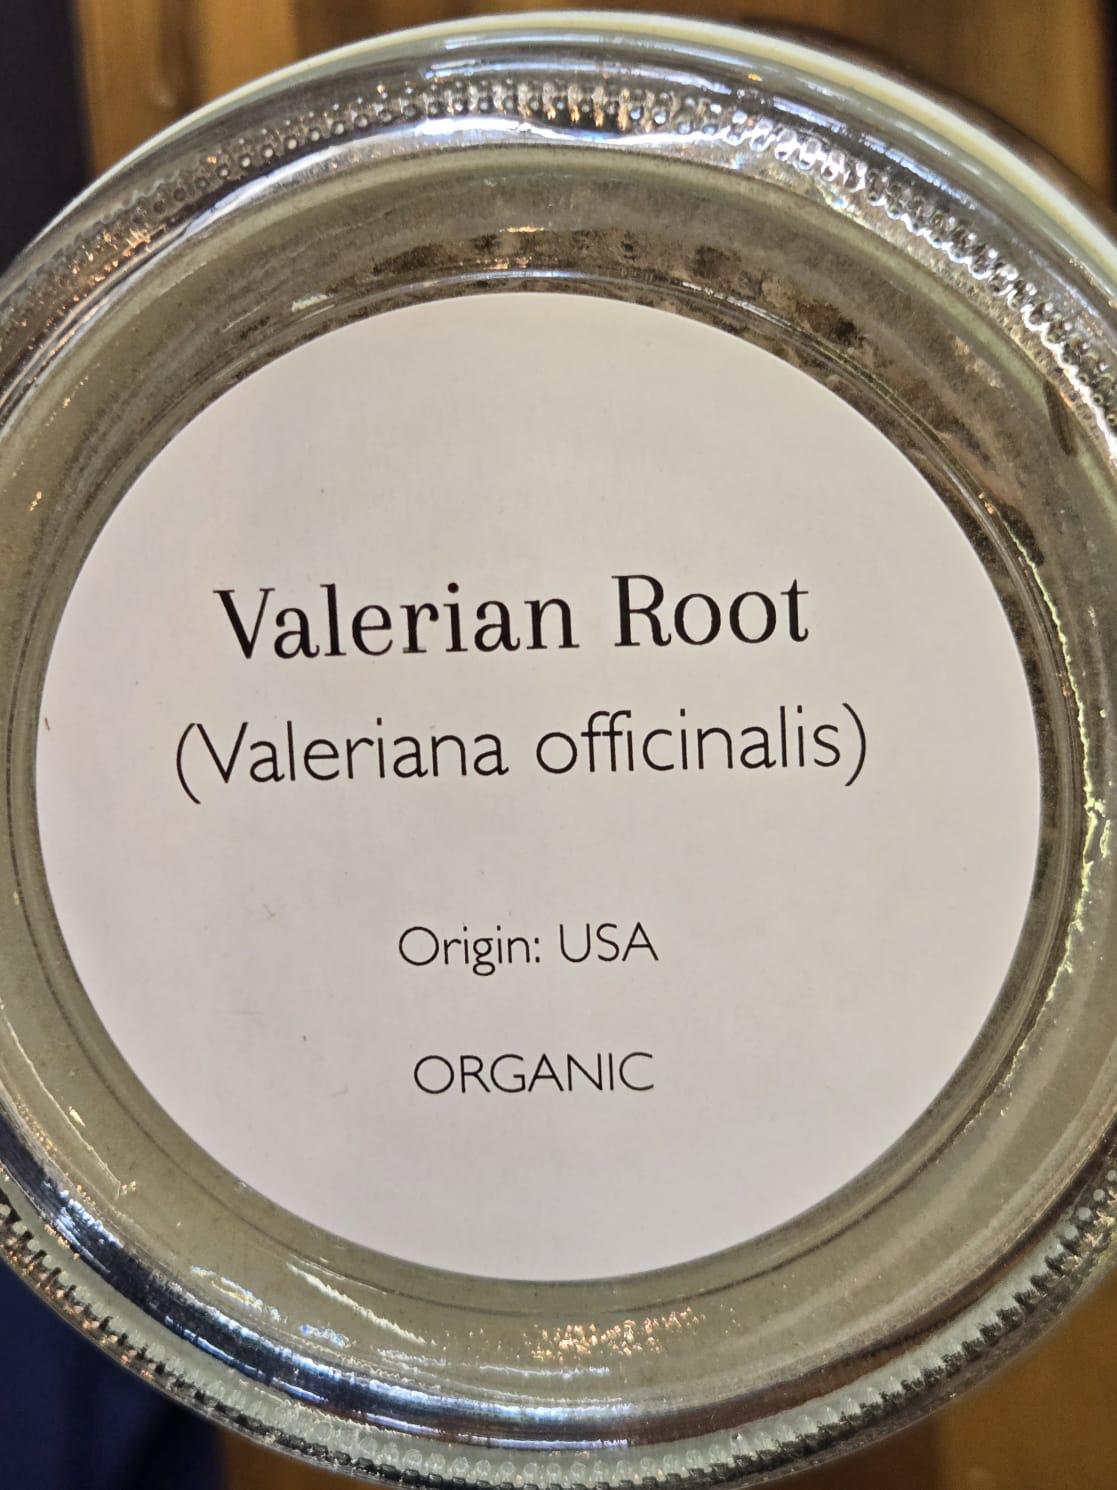 Valerian Root
(Valeriana officinalis)
Origin: USA
ORGANIC